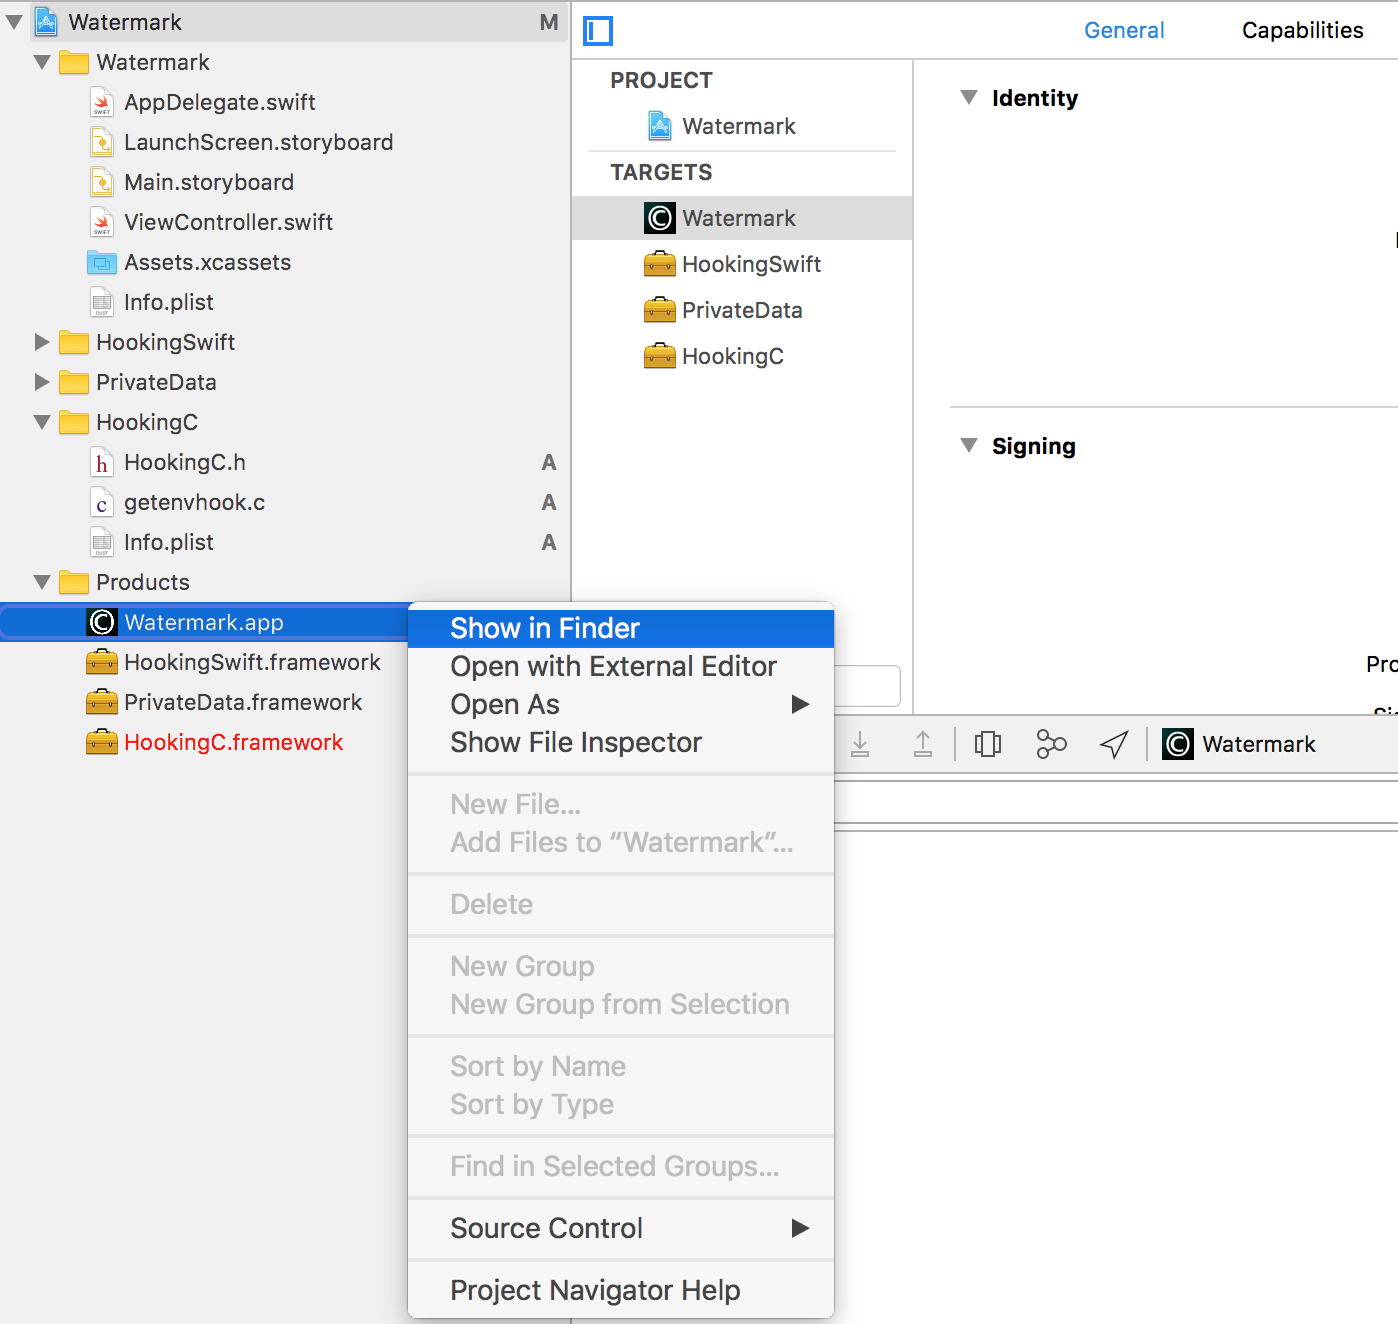 Watermark M
Watermark
AppDelegate.swift
LaunchScreen.storyboard
Main.storyboard
ViewController.swift
Assets.xcassets
Info.plist
HookingSwift
PrivateData
HookingC
HookingC.h A
getenvhook.c A
Info.plist A
Products
Watermark.app
HookingSwift.framework
PrivateData.framework
HookingC.framework
General Capabilities
PROJECT
Watermark
TARGETS
Watermark
HookingSwift
PrivateData
HookingC
Identity
Signing
Show in Finder
Open with External Editor
Open As
Show File Inspector
New File...
Add Files to “Watermark”...
Delete
New Group
New Group from Selection
Sort by Name
Sort by Type
Find in Selected Groups...
Source Control
Project Navigator Help
Pro
Watermark